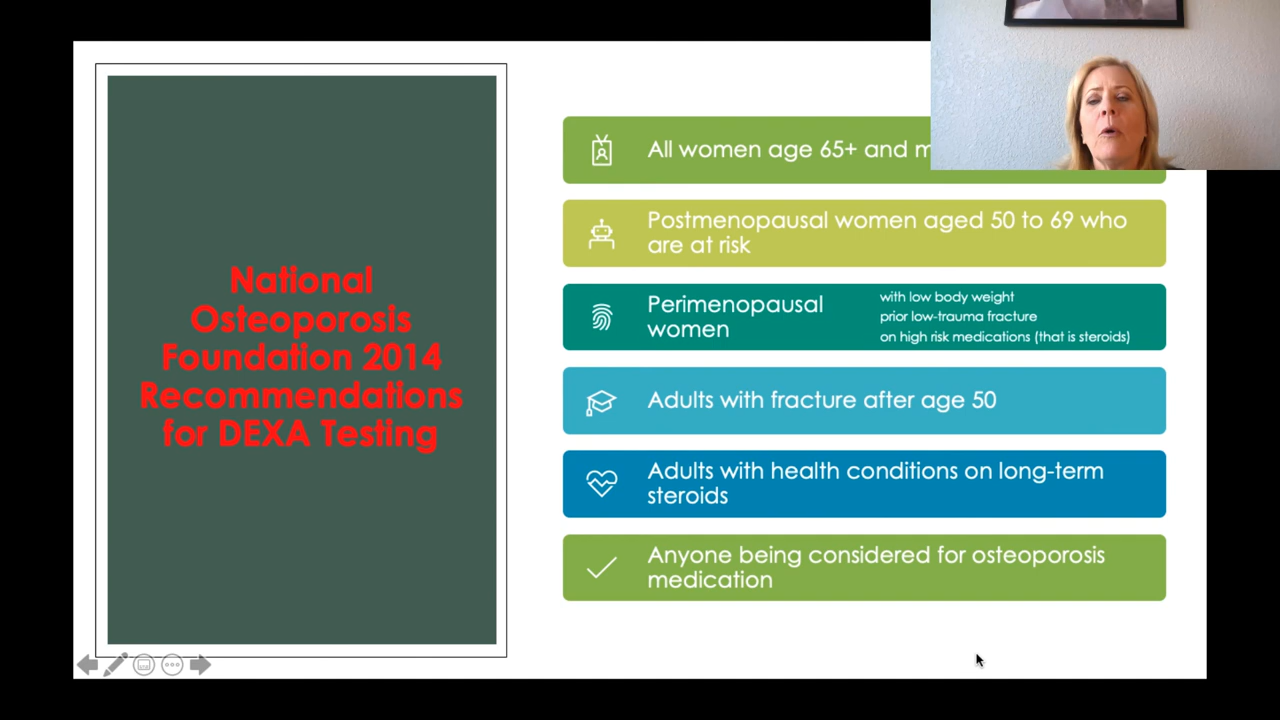 National
Osteoporosis
Foundation 2014
Recommendations
for DEXA Testing
All women age 65+ and
Postmenopausal women aged 50 to 69 who
are at risk
Perimenopausal
women
with low body weight
prior low-trauma fracture
on high risk medications (that is steroids)
Adults with fracture after age 50
Adults with health conditions on long-term
steroids
Anyone being considered for osteoporosis
medication